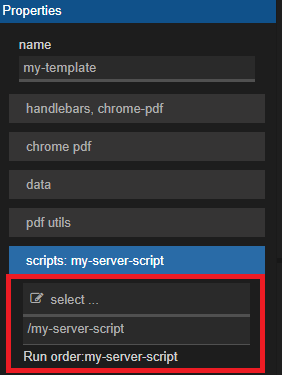 Properties
name
my-template
handlebars, chrome-pdf
chrome pdf
data
pdf utils
scripts: my-server-script
select ...
/my-server-script
Run order:my-server-script